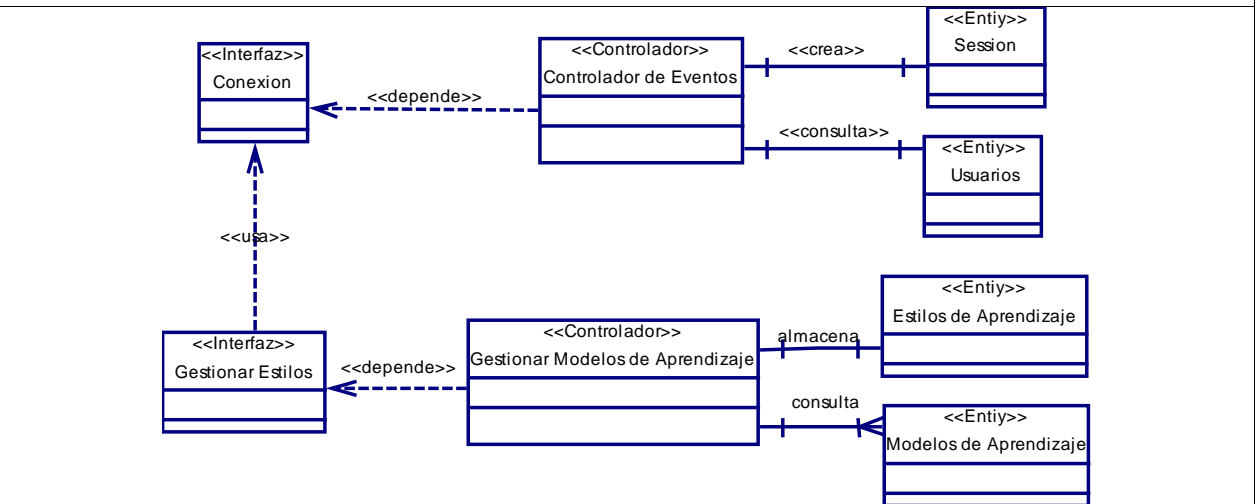 <<Entiy>>
Session
<<Interfaz>>
Conexion
<<Controlador>>
Controlador de Eventos
<<crea>>
<<depende>>
<<consulta>>
<<Entiy>>
Usuarios
<<usa>>
<<Entiy>>
Estilos de Aprendizaje
<<Interfaz>>
Gestionar Estilos
<<depende>>
<<Controlador>>
Gestionar Modelos de Aprendizaje
almacena
consulta
<<Entiy>>
Modelos de Aprendizaje